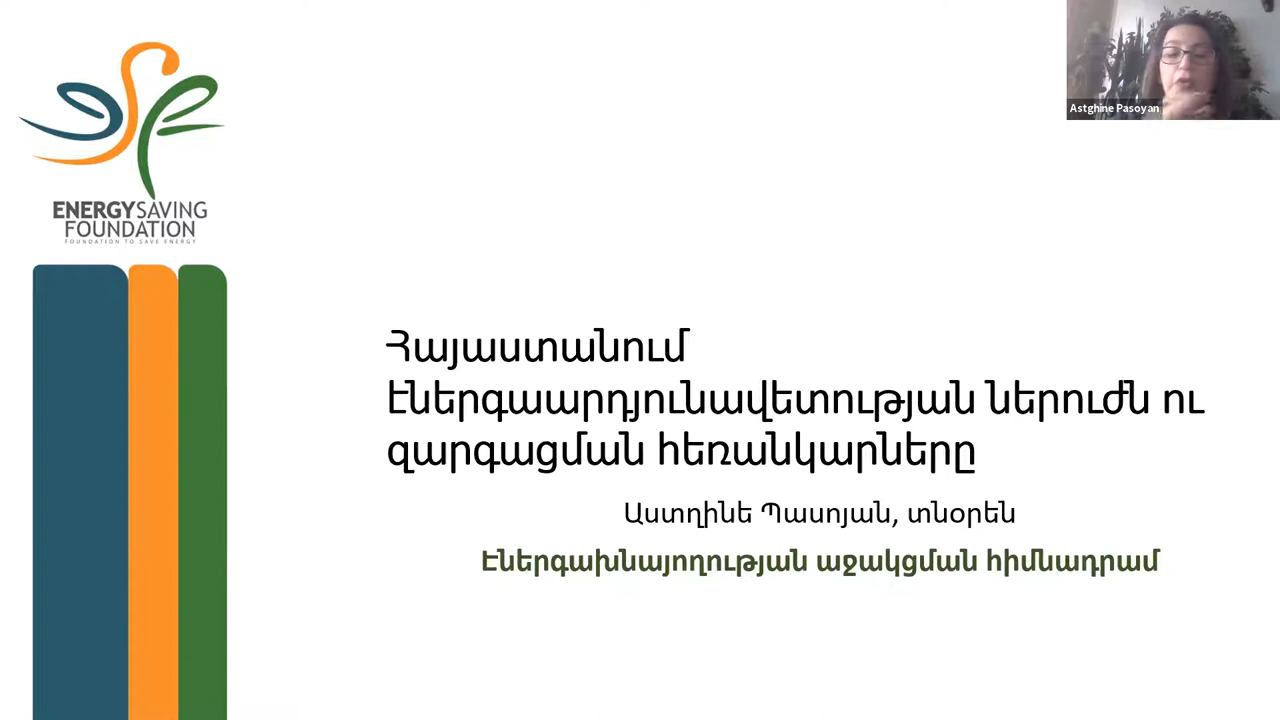 ENERGYSAVING
FOUNDATION
FOUNDATION TO SAVE ENERGY
Astghine Pasoyan
Հայաստանում
էներգաարդյունավետության ներուժն ու
զարգացման հեռանկարները
Աստղինե Պասոյան, տնօրեն
Էներգախնայողության աջակցման հիմնադրամ